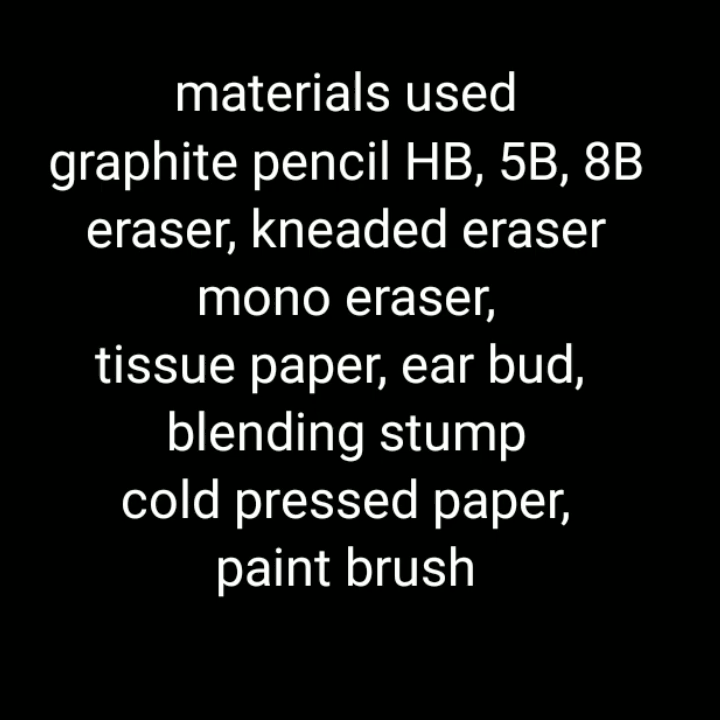 materials used
graphite pencil HB, 5B, 8B
eraser, kneaded eraser
mono eraser,
tissue paper, ear bud,
blending stump
cold pressed paper,
paint brush